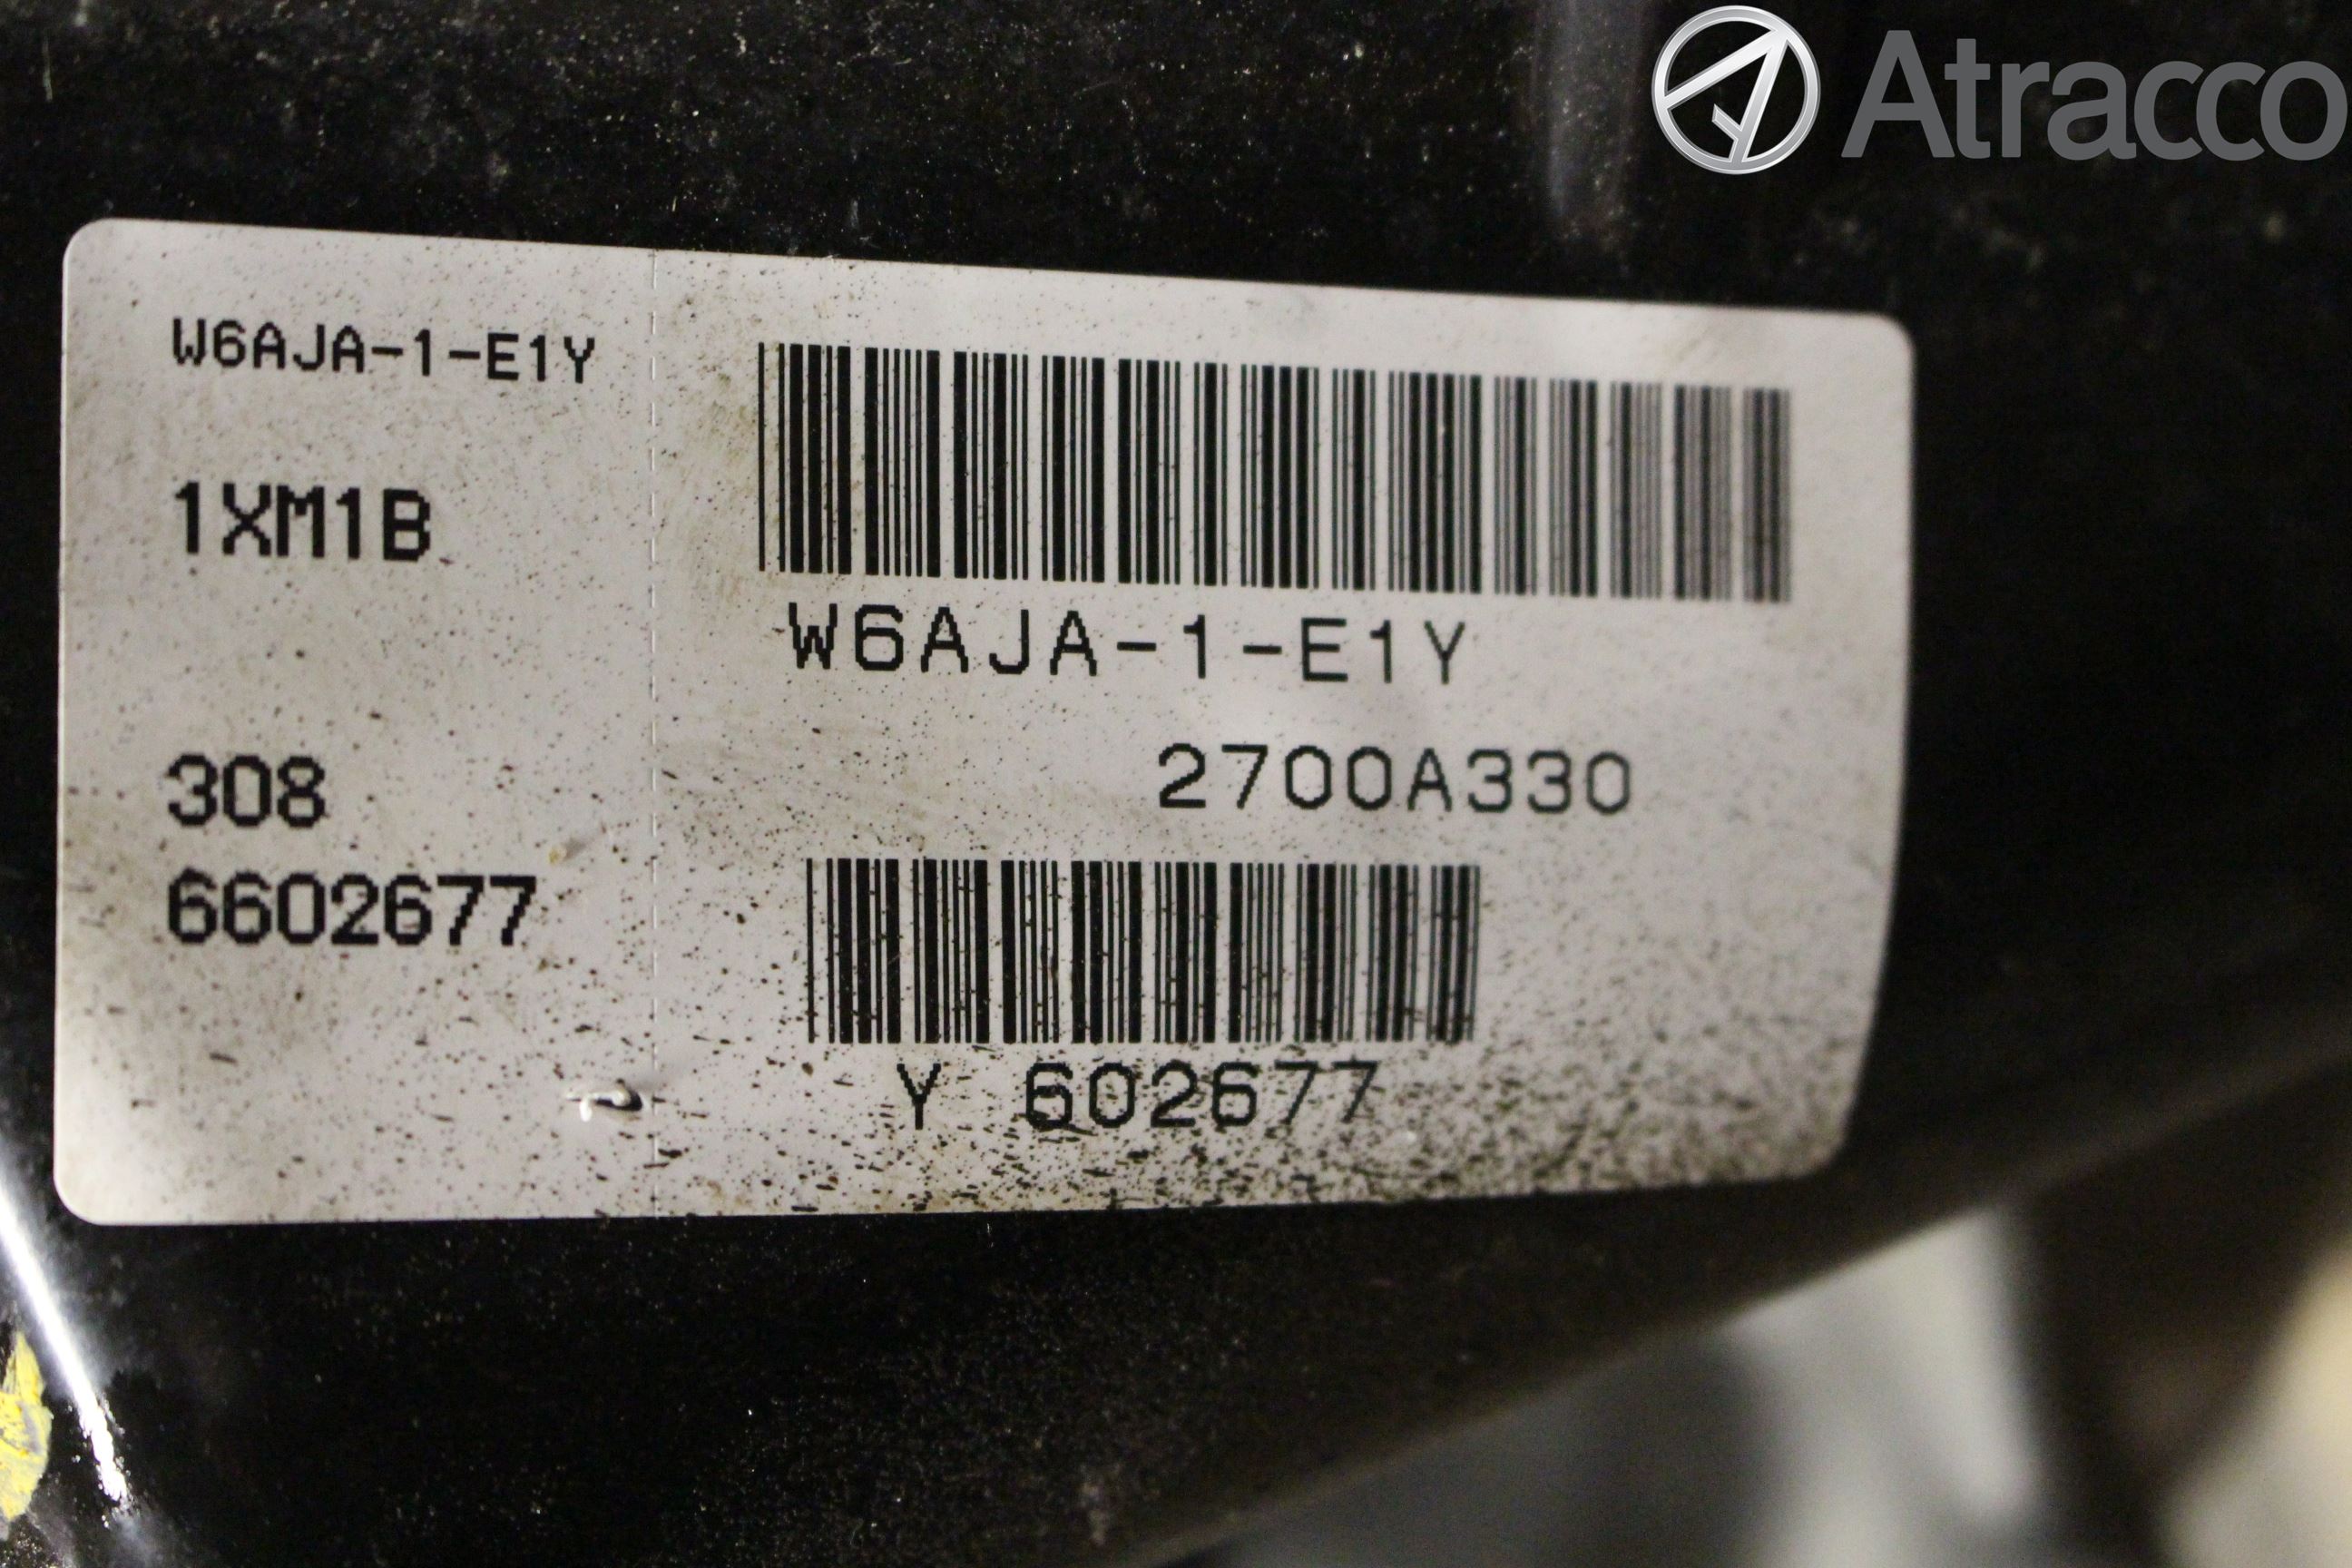 Atracco
W6AJA-1-E1Y
1XM1B
308
6602677
W6AJA-1-E1Y
2700A330
Y 602677